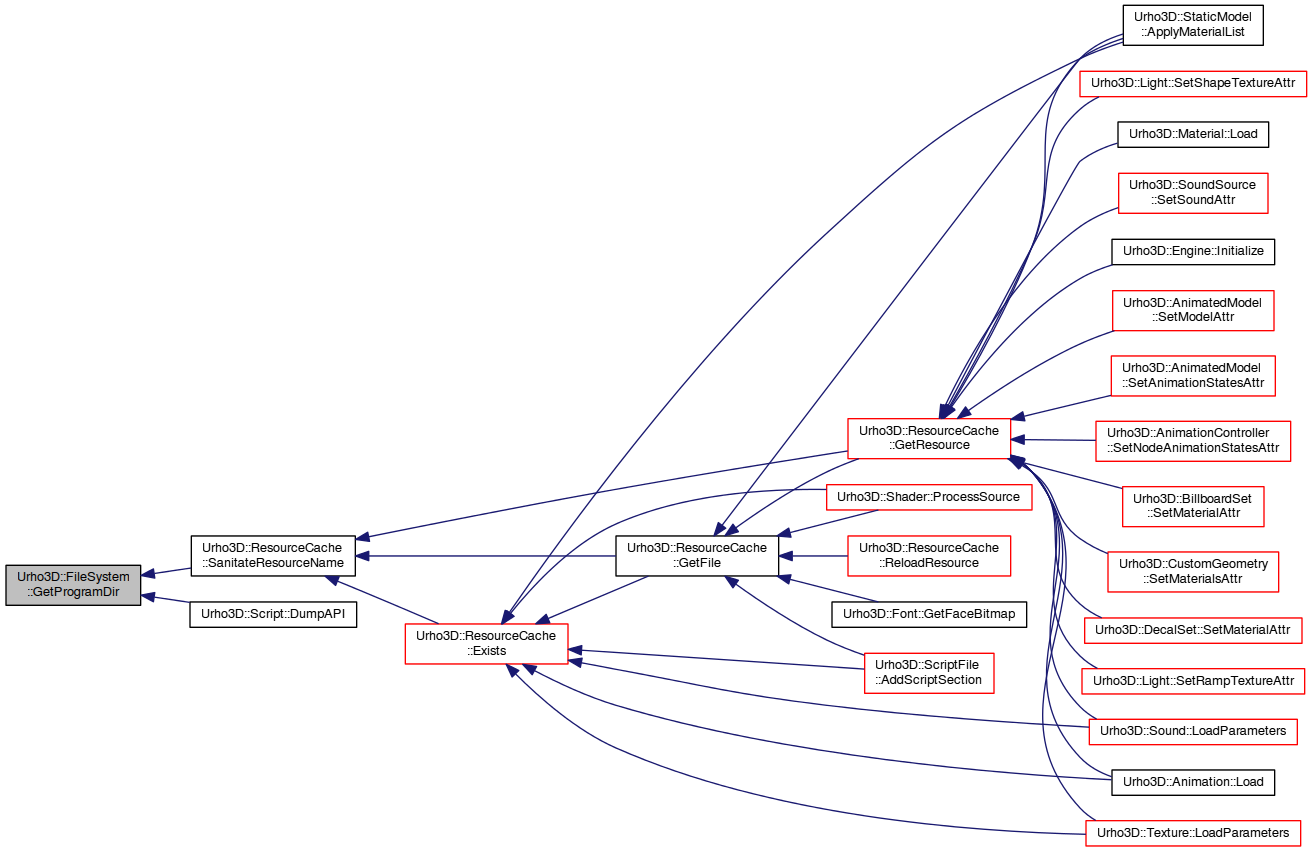 Urho3D::StaticModel
::ApplyMaterialList
Urho3D::Light::SetShapeTextureAttr
Urho3D::Material::Load
Urho3D::SoundSource
::SetSoundAttr
Urho3D::Engine::Initialize
Urho3D::AnimatedModel
::SetModelAttr
Urho3D::AnimatedModel
::SetAnimationStatesAttr
Urho3D::ResourceCache
::GetResource
Urho3D::AnimationController
::SetNodeAnimationStatesAttr
Urho3D::Shader::ProcessSource
Urho3D::BillboardSet
::SetMaterialAttr
Urho3D::ResourceCache
::SanitateResourceName
Urho3D::ResourceCache
::GetFile
Urho3D::ResourceCache
::ReloadResource
Urho3D::CustomGeometry
::SetMaterialsAttr
Urho3D::FileSystem
::GetProgramDir
Urho3D::Script::DumpAPI
Urho3D::Font::GetFaceBitmap
Urho3D::DecalSet::SetMaterialAttr
Urho3D::ResourceCache
::Exists
Urho3D::ScriptFile
::AddScriptSection
Urho3D::Light::SetRampTextureAttr
Urho3D::Sound::LoadParameters
Urho3D::Animation::Load
Urho3D::Texture::LoadParameters